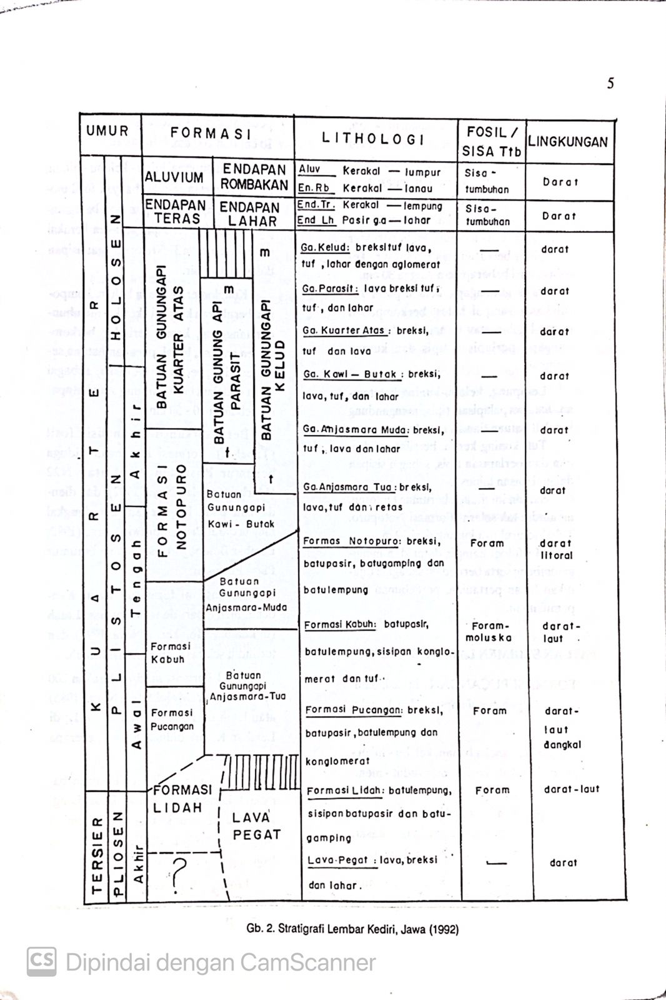 5
UMUR
FORMASI
LITHOLOGI
FOSIL /
SISA Ttb
LINGKUNGAN
KUARTER
TERSIER
HOLOSEN
PLISTOSEN
PLIOSEN
Akhir
Tengah
Awal
Akhir
ALUVIUM
ENDAPAN
ROMBAKAN
ENDAPAN
TERAS
ENDAPAN
LAHAR
BATUAN GUNUNGAPI
KUARTER ATAS
BATUAN GUNUNG API
PARASIT
m
t
BATUAN GUNUNGAPI
KELUD
m
t
FORMASI
NOTOPURO
Batuan
Gunungapi
Kawi - Butak
Batuan
Gunungapi
Anjasmara-Muda
Formasi
Kabuh
Batuan
Gunungapi
Anjasmara-Tua
Formasi
Pucangan
FORMASI
LIDAH
LAVA
PEGAT
?
Aluv Kerakal — lumpur
En.Rb Kerakal — lanau
Sisa -
tumbuhan
Darat
End.Tr. Kerakal — lempung
End Lh Pasir g.a — lahar
Sisa-
tumbuhan
Darat
Ga.Kelud: breksi tuf lava,
tuf , lahar dengan aglomerat
— darat
Ga.Parasit: lava breksi tuf;
tuf, dan lahar
— darat
Ga.Kuarter Atas : breksi,
tuf dan lava
— darat
Ga. Kawi — Butak : breksi,
lava, tuf, dan lahar
— darat
Ga.Anjasmara Muda: breksi,
tuf, lava dan lahar
— darat
Ga.Anjasmara Tua: breksi,
lava, tuf dan retas
— darat
Formas Notopuro: breksi,
batupasir, batugamping dan
batulempung
Foram
darat
litoral
Formasi Kabuh: batupasir,
batulempung, sisipan konglo-
merat dan tuf.
Foram-
moluska
darat-
laut
Formasi Pucangan: breksi,
batupasir, batulempung dan
konglomerat
Foram
darat-
laut
dangkal
Formasi Lidah: batulempung,
sisipan batupasir dan batu-
gamping
Foram
darat-laut
Lava-Pegat : lava, breksi
dan lahar.
— darat
Gb. 2. Stratigrafi Lembar Kediri, Jawa (1992)
CS Dipindai dengan CamScanner